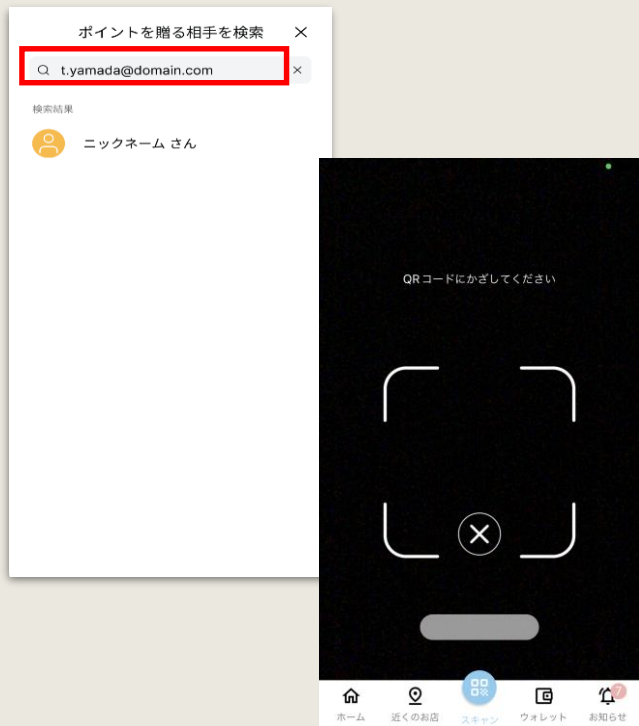 ポイントを贈る相手を検索
t.yamada@domain.com
検索結果
ニックネーム さん
QRコードにかざしてください
ホーム
近くのお店
スキャン
ウォレット
お知らせ
7